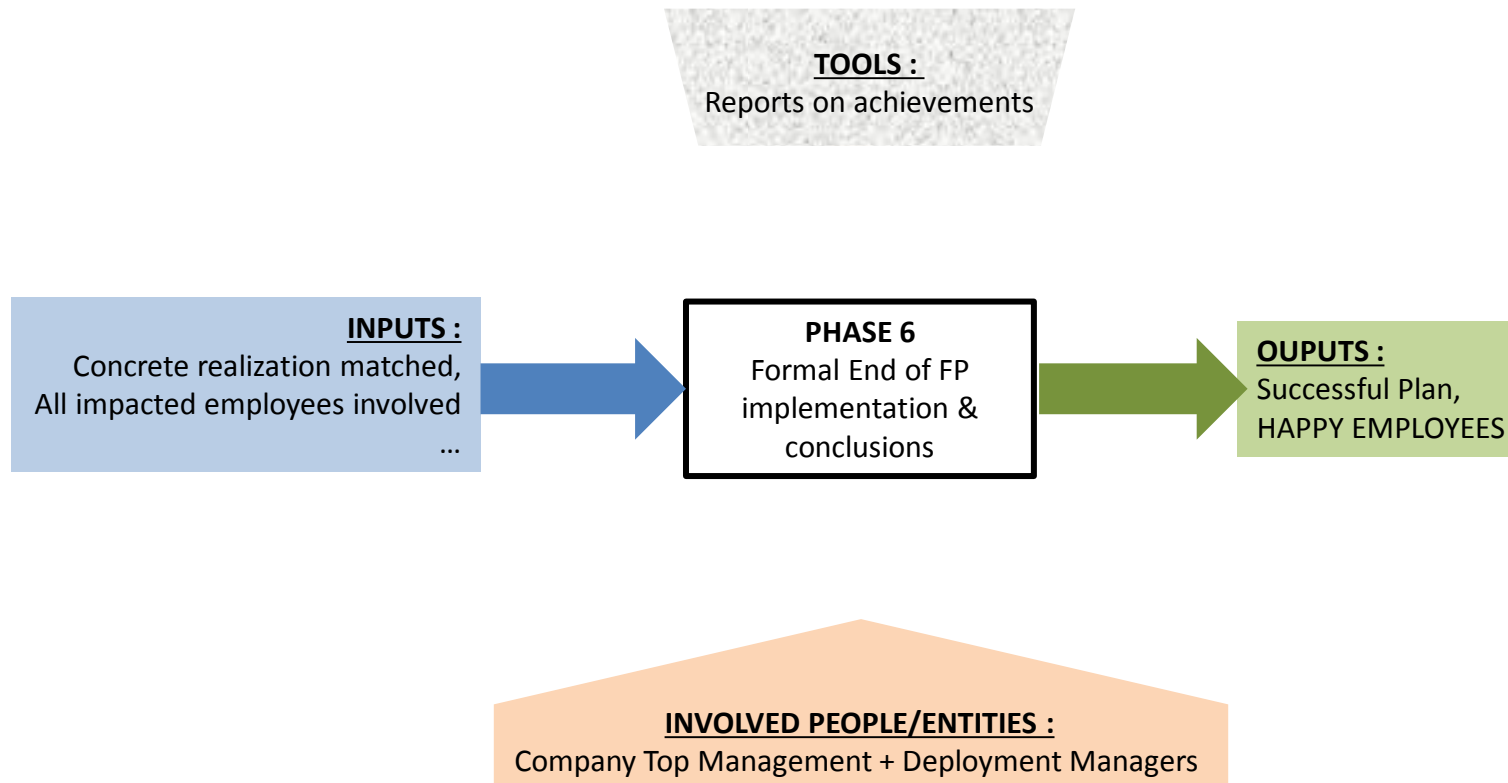 TOOLS :
Reports on achievements
INPUTS :
Concrete realization matched,
All impacted employees involved
...
PHASE 6
Formal End of FP
implementation &
conclusions
OUPUTS :
Successful Plan,
HAPPY EMPLOYEES
INVOLVED PEOPLE/ENTITIES :
Company Top Management + Deployment Managers